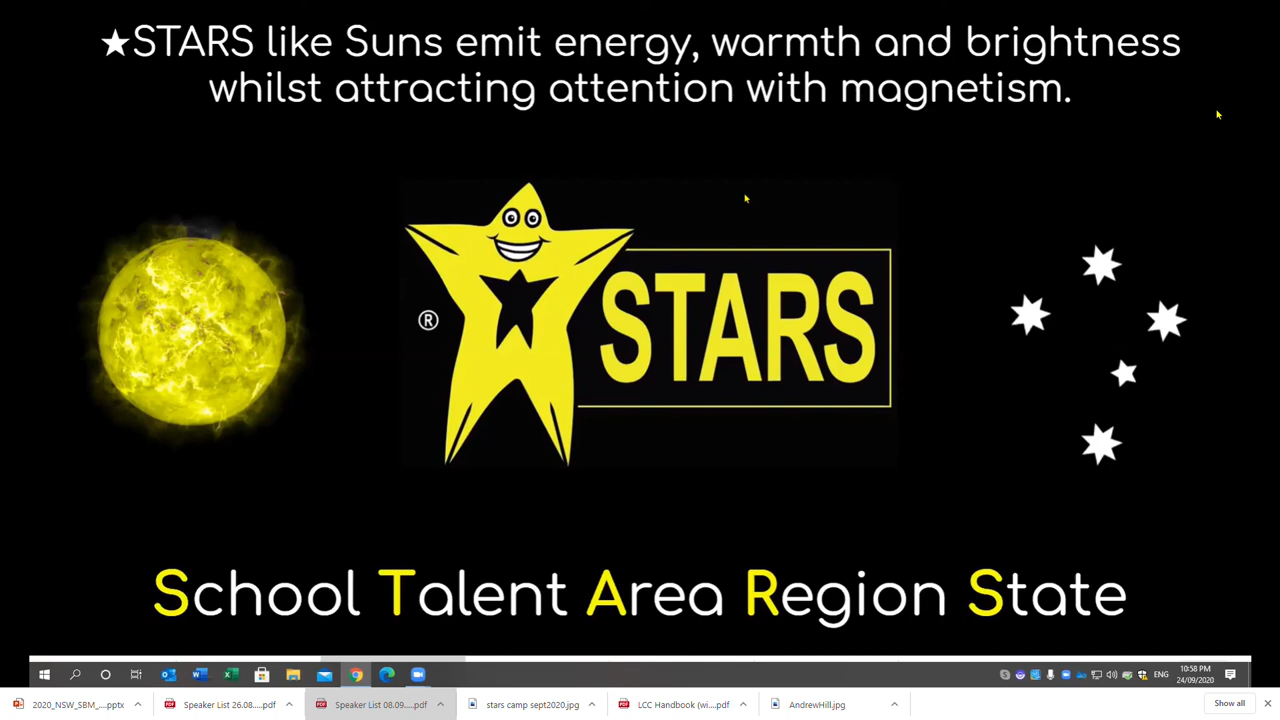 ★STARS like Suns emit energy, warmth and brightness
whilst attracting attention with magnetism.
® STARS
School Talent Area Region State
ENG
10:58 PM
24/09/2020
2020_NSW_SBM_....pptx
Speaker List 26.08.....pdf
Speaker List 08.09.....pdf
stars camp sept2020.jpg
LCC Handbook (wi....pdf
AndrewHill.jpg
Show all